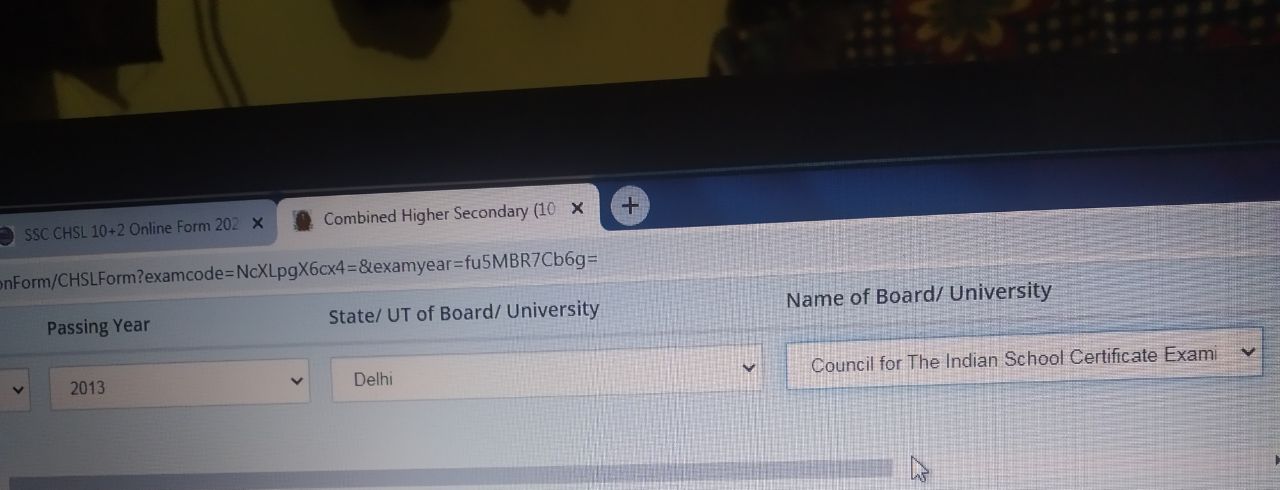 SSC CHSL 10+2 Online Form 202
Combined Higher Secondary (10
onForm/CHSLForm?examcode=NcXLpgX6cx4=&examyear=fu5MBR7Cb6g=
Passing Year State/ UT of Board/ University Name of Board/ University
2013 Delhi Council for The Indian School Certificate Exami